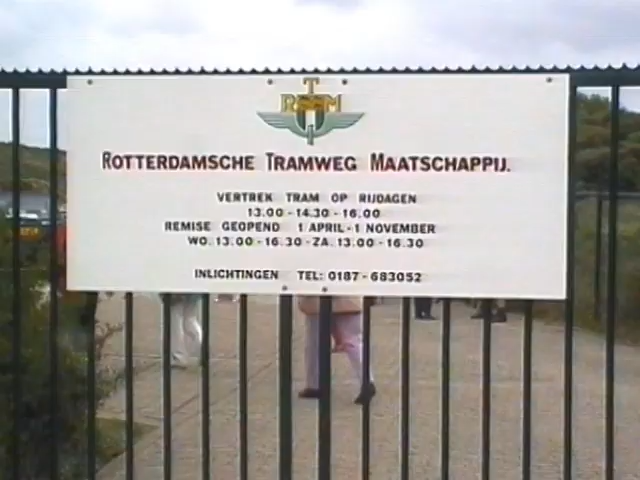 ROTTERDAMSCHE TRAMWEG MAATSCHAPPIJ.
VERTREK TRAM OP RIJDAGEN
13.00 - 14.30 - 16.00
REMISE GEOPEND 1 APRIL - 1 NOVEMBER
WO. 13.00 - 16.30 - ZA. 13.00 - 16.30
INLICHTINGEN TEL: 0187 - 683052